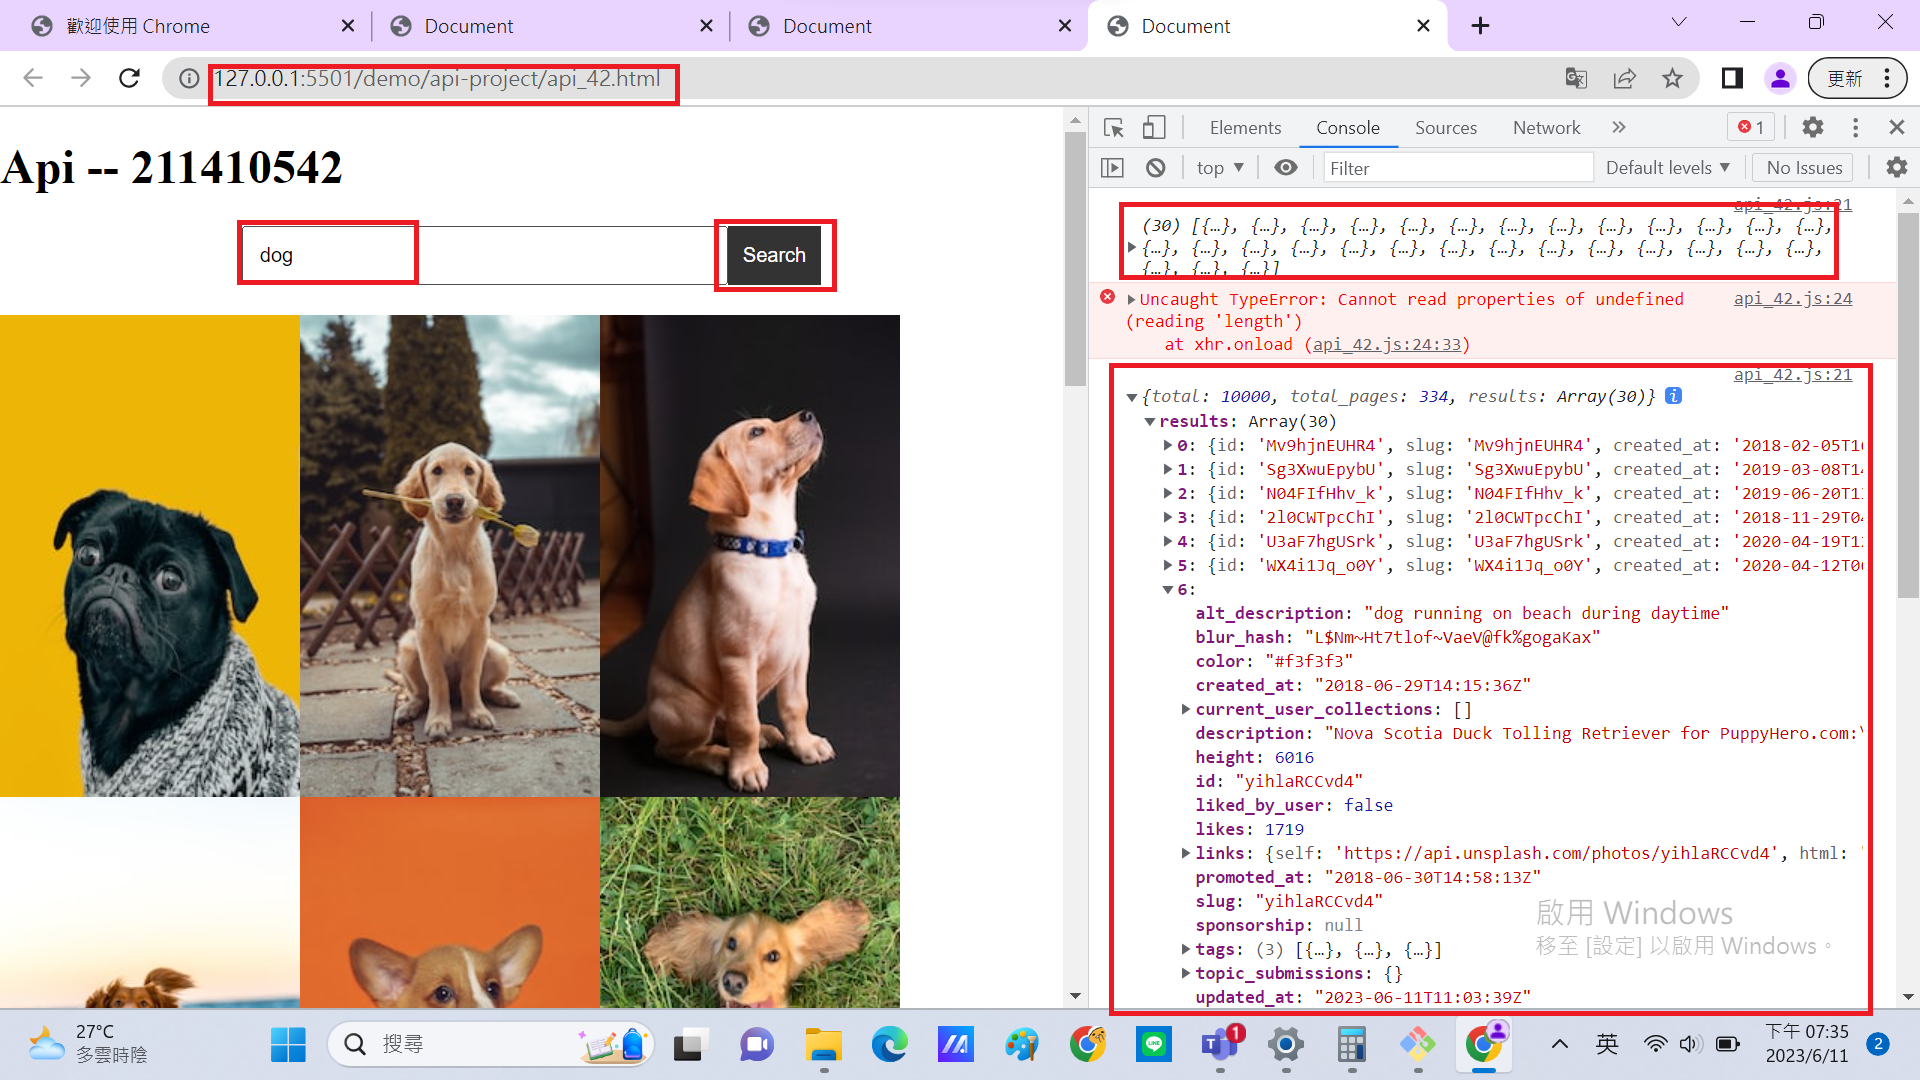 歡迎使用 Chrome
Document
Document
Document
127.0.0.1:5501/demo/api-project/api_42.html
更新
Api -- 211410542
dog
Search
Elements
Console
Sources
Network
1
top
Filter
Default levels
No Issues
api_42.js:21
(30) [{…}, {…}, {…}, {…}, {…}, {…}, {…}, {…}, {…}, {…}, {…}, {…}, {…},
{…}, {…}, {…}, {…}, {…}, {…}, {…}, {…}, {…}, {…}, {…}, {…}, {…}, {…},
{…}, {…}, {…}]
Uncaught TypeError: Cannot read properties of undefined api_42.js:24
(reading 'length')
at xhr.onload (api_42.js:24:33)
api_42.js:21
{total: 10000, total_pages: 334, results: Array(30)}
results: Array(30)
0: {id: 'Mv9hjnEUHR4', slug: 'Mv9hjnEUHR4', created_at: '2018-02-05T1
1: {id: 'Sg3XwuEpybU', slug: 'Sg3XwuEpybU', created_at: '2019-03-08T1
2: {id: 'N04FIfHhv_k', slug: 'N04FIfHhv_k', created_at: '2019-06-20T1
3: {id: '2l0CWTpcChI', slug: '2l0CWTpcChI', created_at: '2018-11-29T0
4: {id: 'U3aF7hgUSrk', slug: 'U3aF7hgUSrk', created_at: '2020-04-19T1
5: {id: 'WX4i1Jq_o0Y', slug: 'WX4i1Jq_o0Y', created_at: '2020-04-12T0
6:
alt_description: "dog running on beach during daytime"
blur_hash: "L$Nm~Ht7tlof~VaeV@fk%gogaKax"
color: "#f3f3f3"
created_at: "2018-06-29T14:15:36Z"
current_user_collections: []
description: "Nova Scotia Duck Tolling Retriever for PuppyHero.com:\
height: 6016
id: "yihlaRCCvd4"
liked_by_user: false
likes: 1719
links: {self: 'https://api.unsplash.com/photos/yihlaRCCvd4', html: '
promoted_at: "2018-06-30T14:58:13Z"
slug: "yihlaRCCvd4"
sponsorship: null
tags: (3) [{…}, {…}, {…}]
topic_submissions: {}
updated_at: "2023-06-11T11:03:39Z"
啟用 Windows
移至 [設定] 以啟用 Windows。
27°C
多雲時陰
搜尋
1
英
下午 07:35
2023/6/11
2